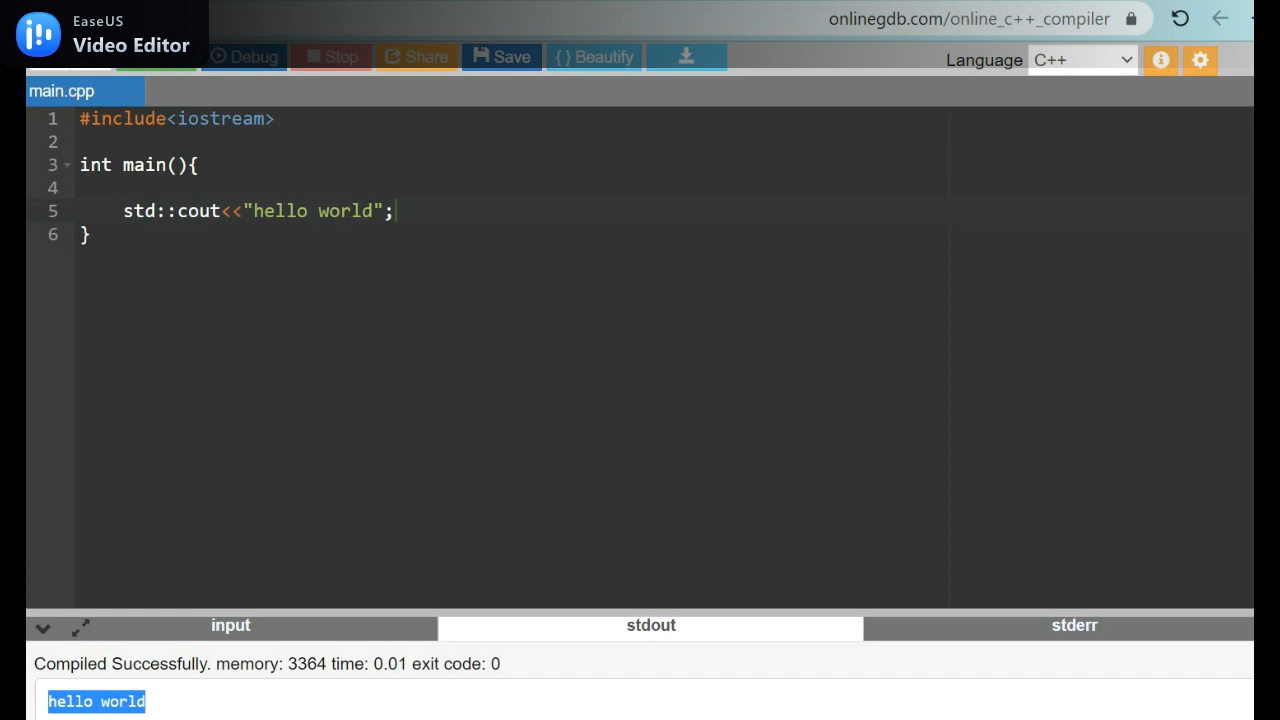 EaseUS
Video Editor
onlinegdb.com/online_c++_compiler
Debug Stop Share Save { } Beautify
Language C++
main.cpp
1 #include<iostream>
2
3 int main(){
4
5 std::cout<<"hello world";
6 }
input stdout stderr
Compiled Successfully. memory: 3364 time: 0.01 exit code: 0
hello world